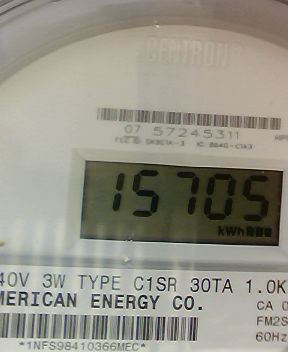 CENTRON
07 57245311
15705
kWh
40V 3W TYPE C1SR 30TA 1.0K
MERICAN ENERGY CO.
CA 0
FM2S
60Hz
*1NFS98410366MEC*